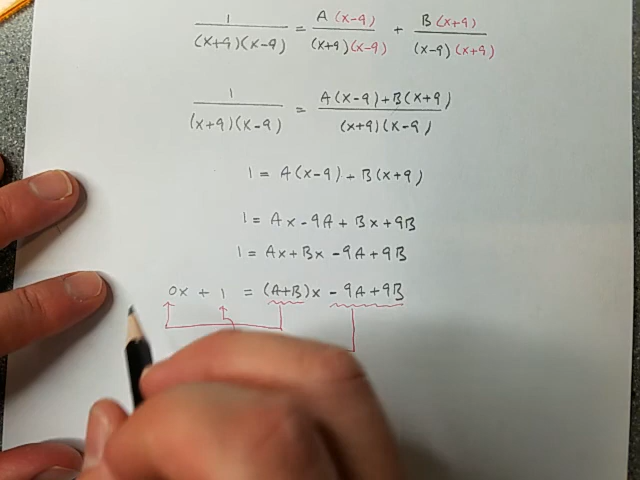 1/((x+9)(x-9)) = A(x-9)/((x+9)(x-9)) + B(x+9)/((x-9)(x+9))
1/((x+9)(x-9)) = (A(x-9)+B(x+9))/((x+9)(x-9))
1 = A(x-9) + B(x+9)
1 = Ax - 9A + Bx + 9B
1 = Ax + Bx - 9A + 9B
0x + 1 = (A+B)x - 9A + 9B